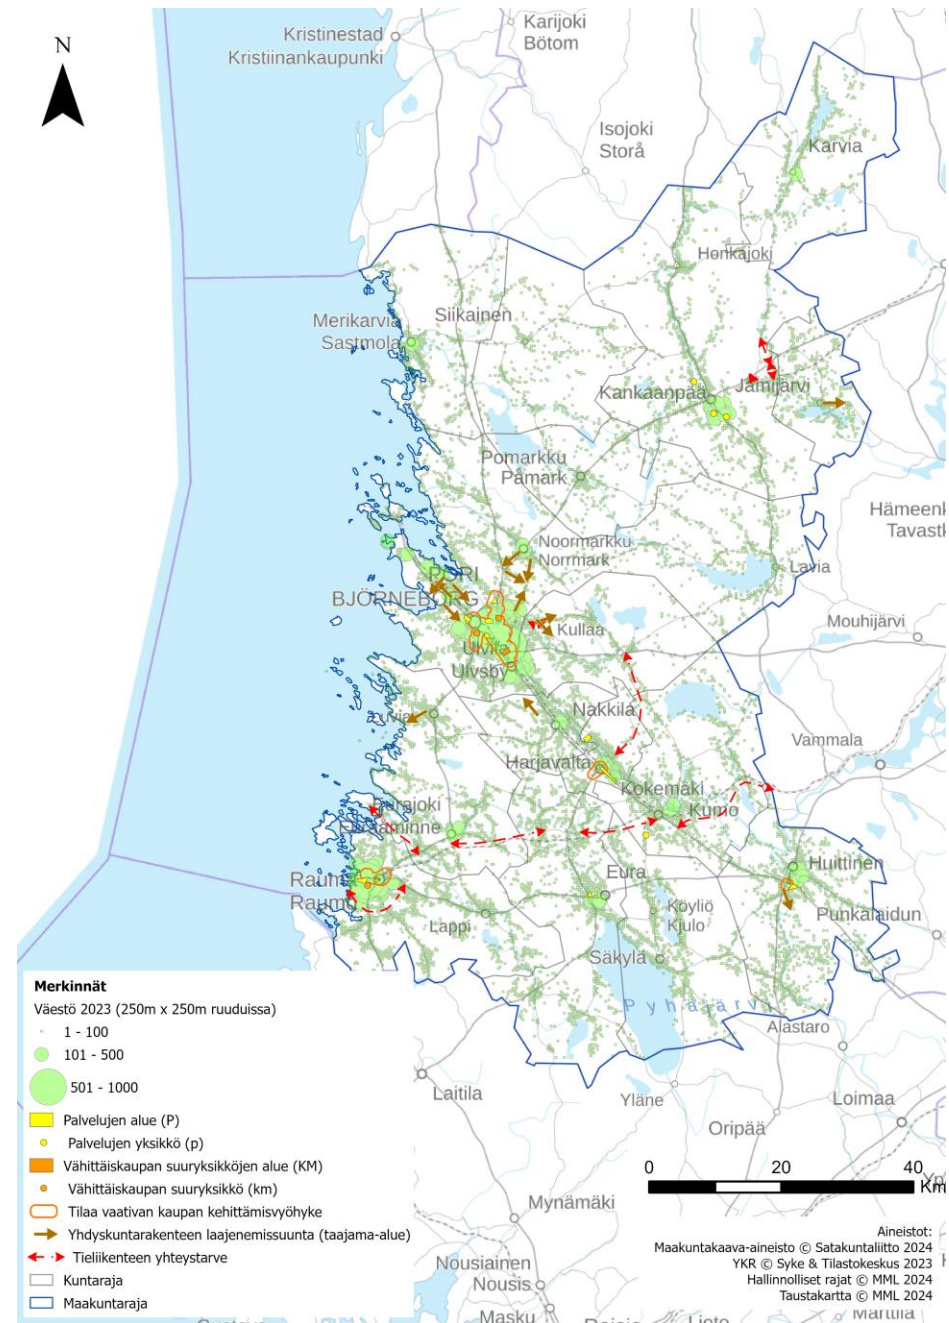 Karijoki
Bötom
Kristinestad
Kristiinankaupunki
N
Isojoki
Storå
Karvia
Honkajoki
Siikainen
Merikarvia
Sastmola
Jämijärvi
Kankaanpää
Pomarkku
Påmark
Hämeenk
Tavastk
Noormarkku
Norrmark
Lavia
PORI
BJÖRNEBORG
Kullaa
Mouhijärvi
Ulvila
Ulvsby
Nakkila
Luvia
Vammala
Harjavalta
Kokemäki
Kumo
Eurajoki
Euraåminne
Huittinen
Rauma
Raumo
Eura
Köyliö
Kjulo
Punkalaidun
Lappi
Säkylä
Pyhäjärvi
Alastaro
Laitila
Yläne
Loimaa
Oripää
0 20 40
Km
Mynämäki
Nousiainen
Nousis
Masku
Merkinnät
Väestö 2023 (250m x 250m ruuduissa)
1 - 100
101 - 500
501 - 1000
Palvelujen alue (P)
Palvelujen yksikkö (p)
Vähittäiskaupan suuryksikköjen alue (KM)
Vähittäiskaupan suuryksikkö (km)
Tilaa vaativan kaupan kehittämisvyöhyke
Yhdyskuntarakenteen laajenemissuunta (taajama-alue)
Tieliikenteen yhteystarve
Kuntaraja
Maakuntaraja
Aineistot:
Maakuntakaava-aineisto © Satakuntaliitto 2024
YKR © Syke & Tilastokeskus 2023
Hallinnolliset rajat © MML 2024
Taustakartta © MML 2024